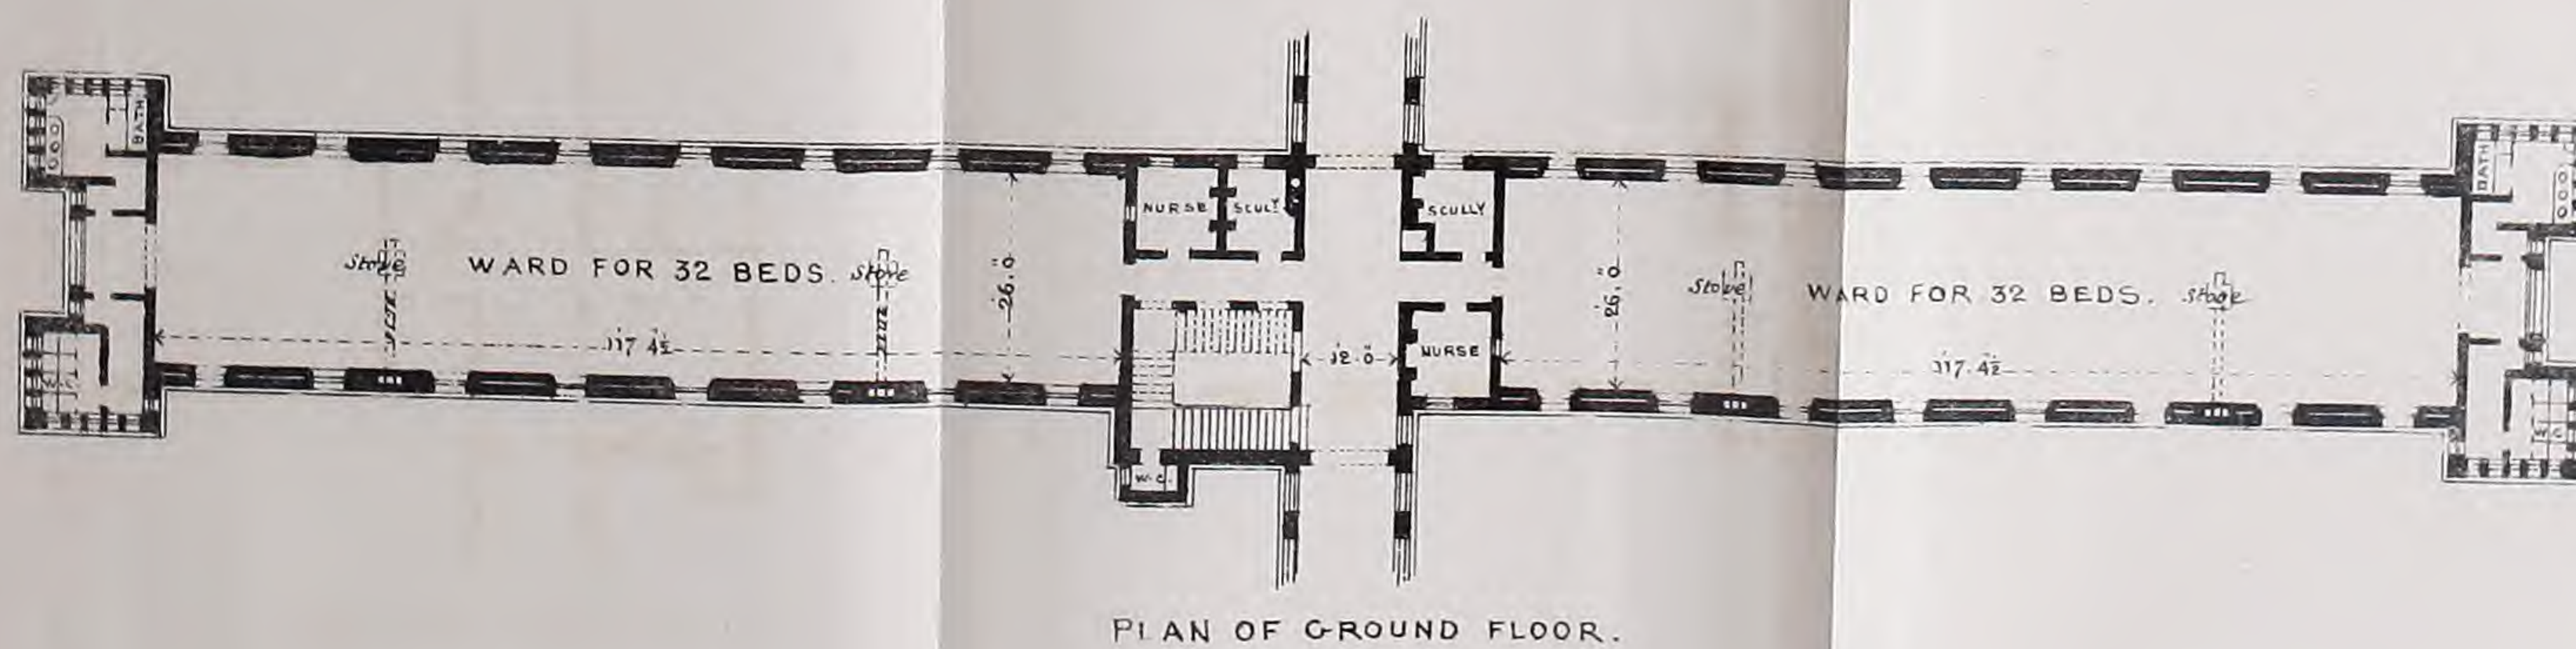 BATH
NURSE
SCULY
SCULLY
BATH
Stove
WARD FOR 32 BEDS.
Stove
26.0
26.0
Stove
WARD FOR 32 BEDS.
Stove
117 4½
12.0
NURSE
117.4½
W.C.
W.C.
W.C.
PLAN OF GROUND FLOOR.